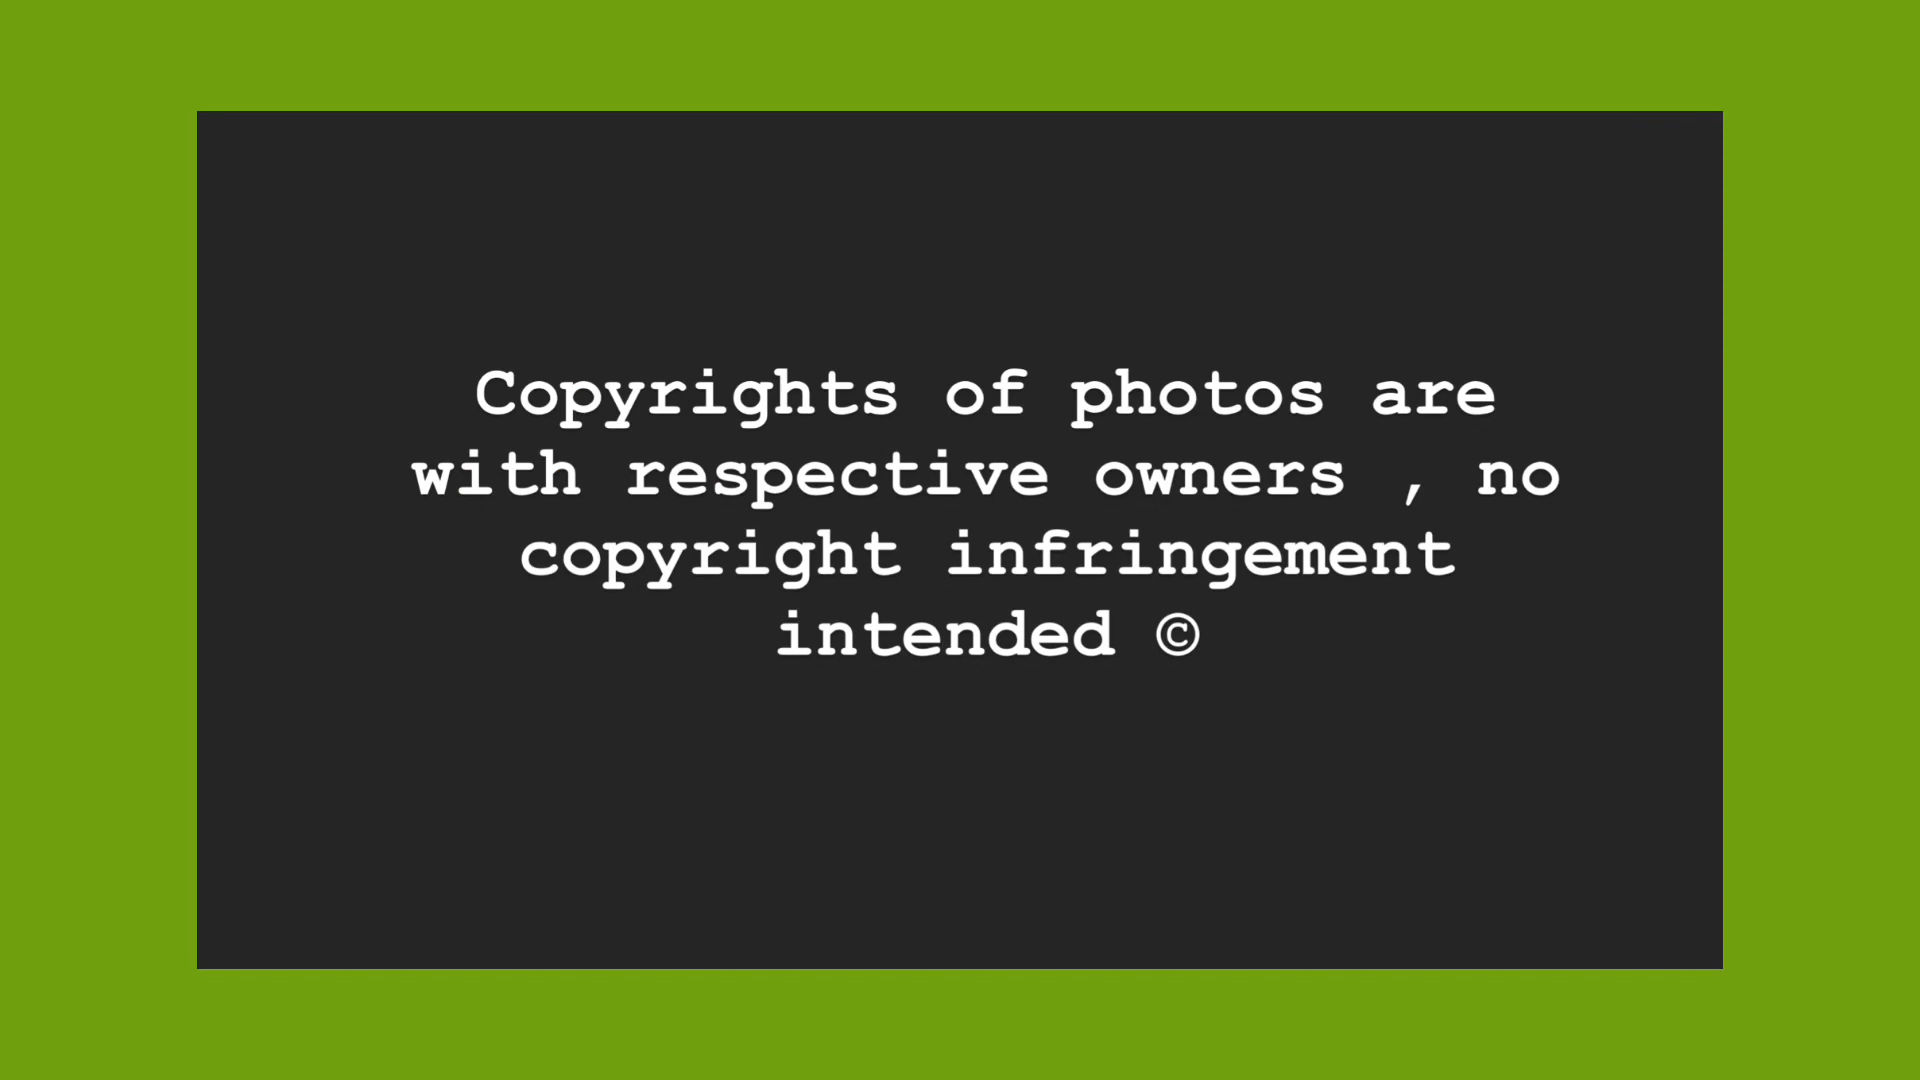 Copyrights of photos are
with respective owners , no
copyright infringement
intended ©